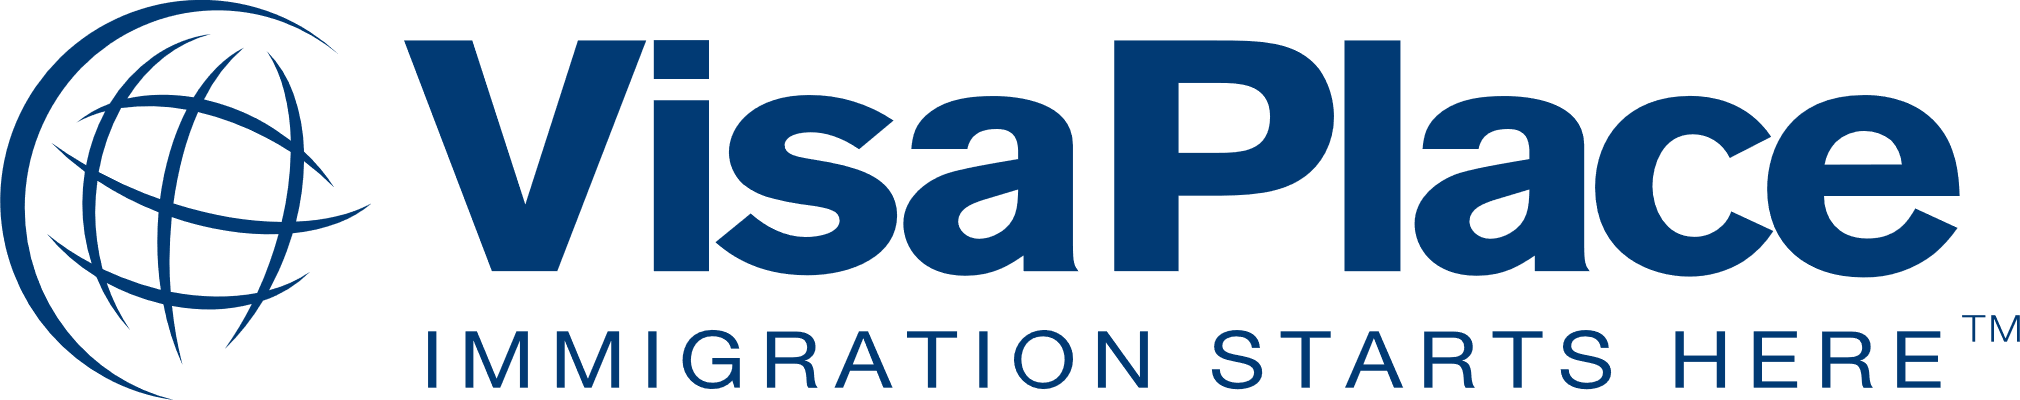 VisaPlace
IMMIGRATION STARTS HERE™